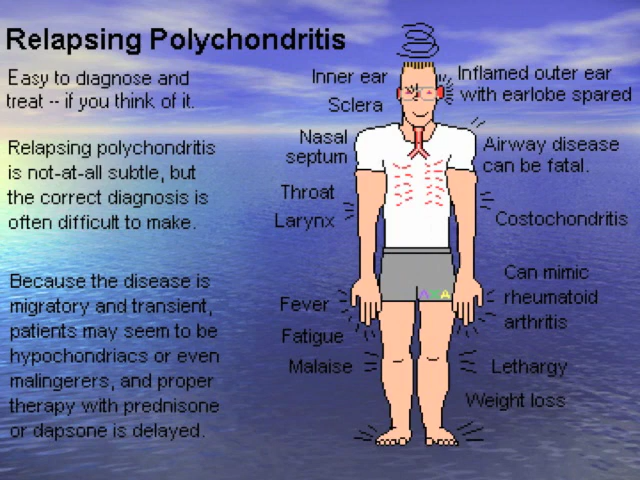 Relapsing Polychondritis
Easy to diagnose and
treat -- if you think of it.
Relapsing polychondritis
is not-at-all subtle, but
the correct diagnosis is
often difficult to make.
Because the disease is
migratory and transient,
patients may seem to be
hypochondriacs or even
malingerers, and proper
therapy with prednisone
or dapsone is delayed.
Inner ear
Sclera
Nasal
septum
Throat
Larynx
Fever
Fatigue
Malaise
Inflamed outer ear
with earlobe spared
Airway disease
can be fatal.
Costochondritis
Can mimic
rheumatoid
arthritis
Lethargy
Weight loss